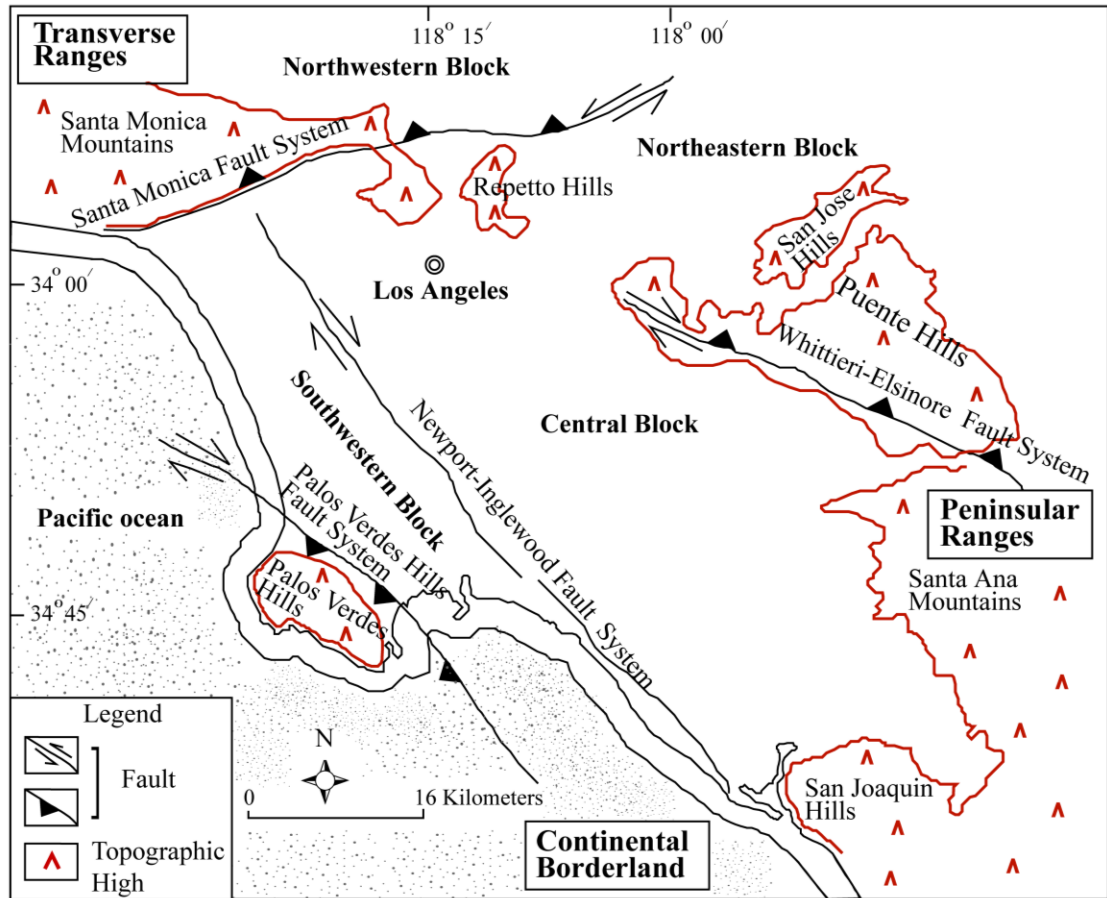 Transverse
Ranges
118° 15′
118° 00′
Northwestern Block
Santa Monica
Mountains
Santa Monica Fault System
Northeastern Block
Repetto Hills
San Jose
Hills
34° 00′
Los Angeles
Puente Hills
Whittieri-Elsinore Fault System
Southwestern Block
Newport-Inglewood Fault System
Central Block
Palos Verdes Hills
Fault System
Pacific ocean
Peninsular
Ranges
Palos Verdes
Hills
Santa Ana
Mountains
34° 45′
Legend
Fault
Topographic
High
N
0 16 Kilometers
San Joaquin
Hills
Continental
Borderland